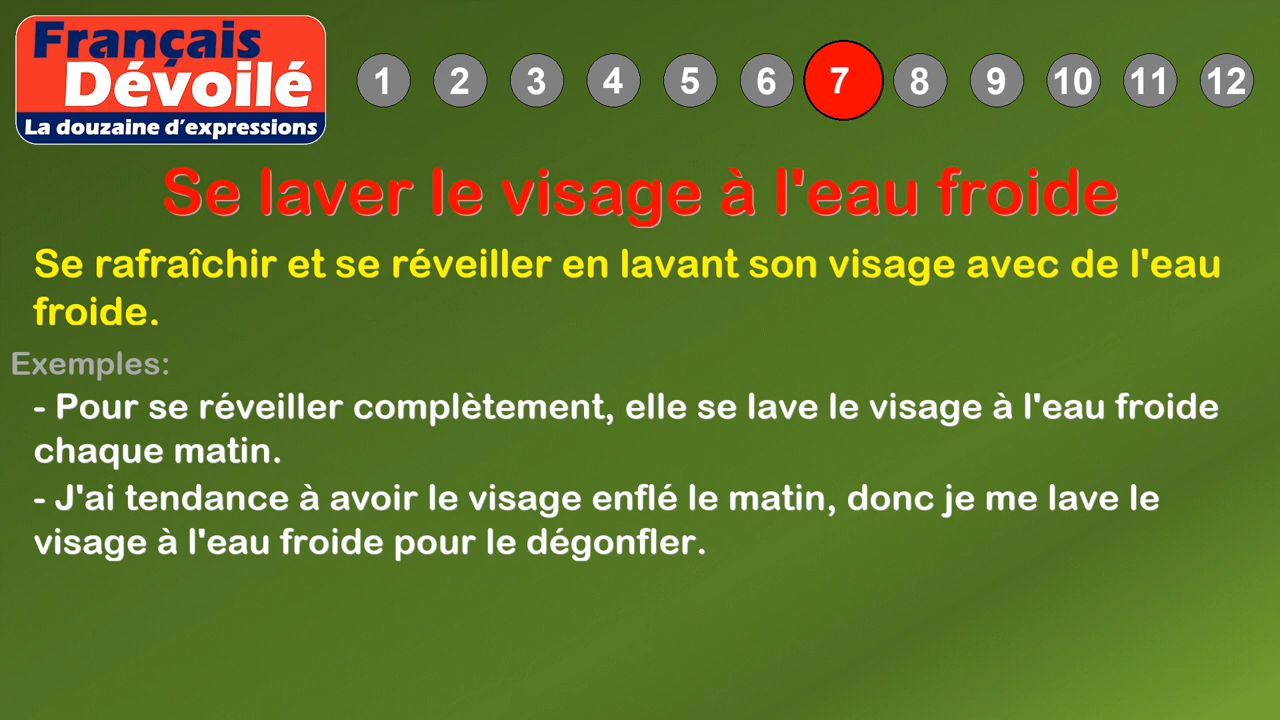 Français
Dévoilé
La douzaine d'expressions
1 2 3 4 5 6 7 8 9 10 11 12
Se laver le visage à l'eau froide
Se rafraîchir et se réveiller en lavant son visage avec de l'eau
froide.
Exemples:
- Pour se réveiller complètement, elle se lave le visage à l'eau froide
chaque matin.
- J'ai tendance à avoir le visage enflé le matin, donc je me lave le
visage à l'eau froide pour le dégonfler.